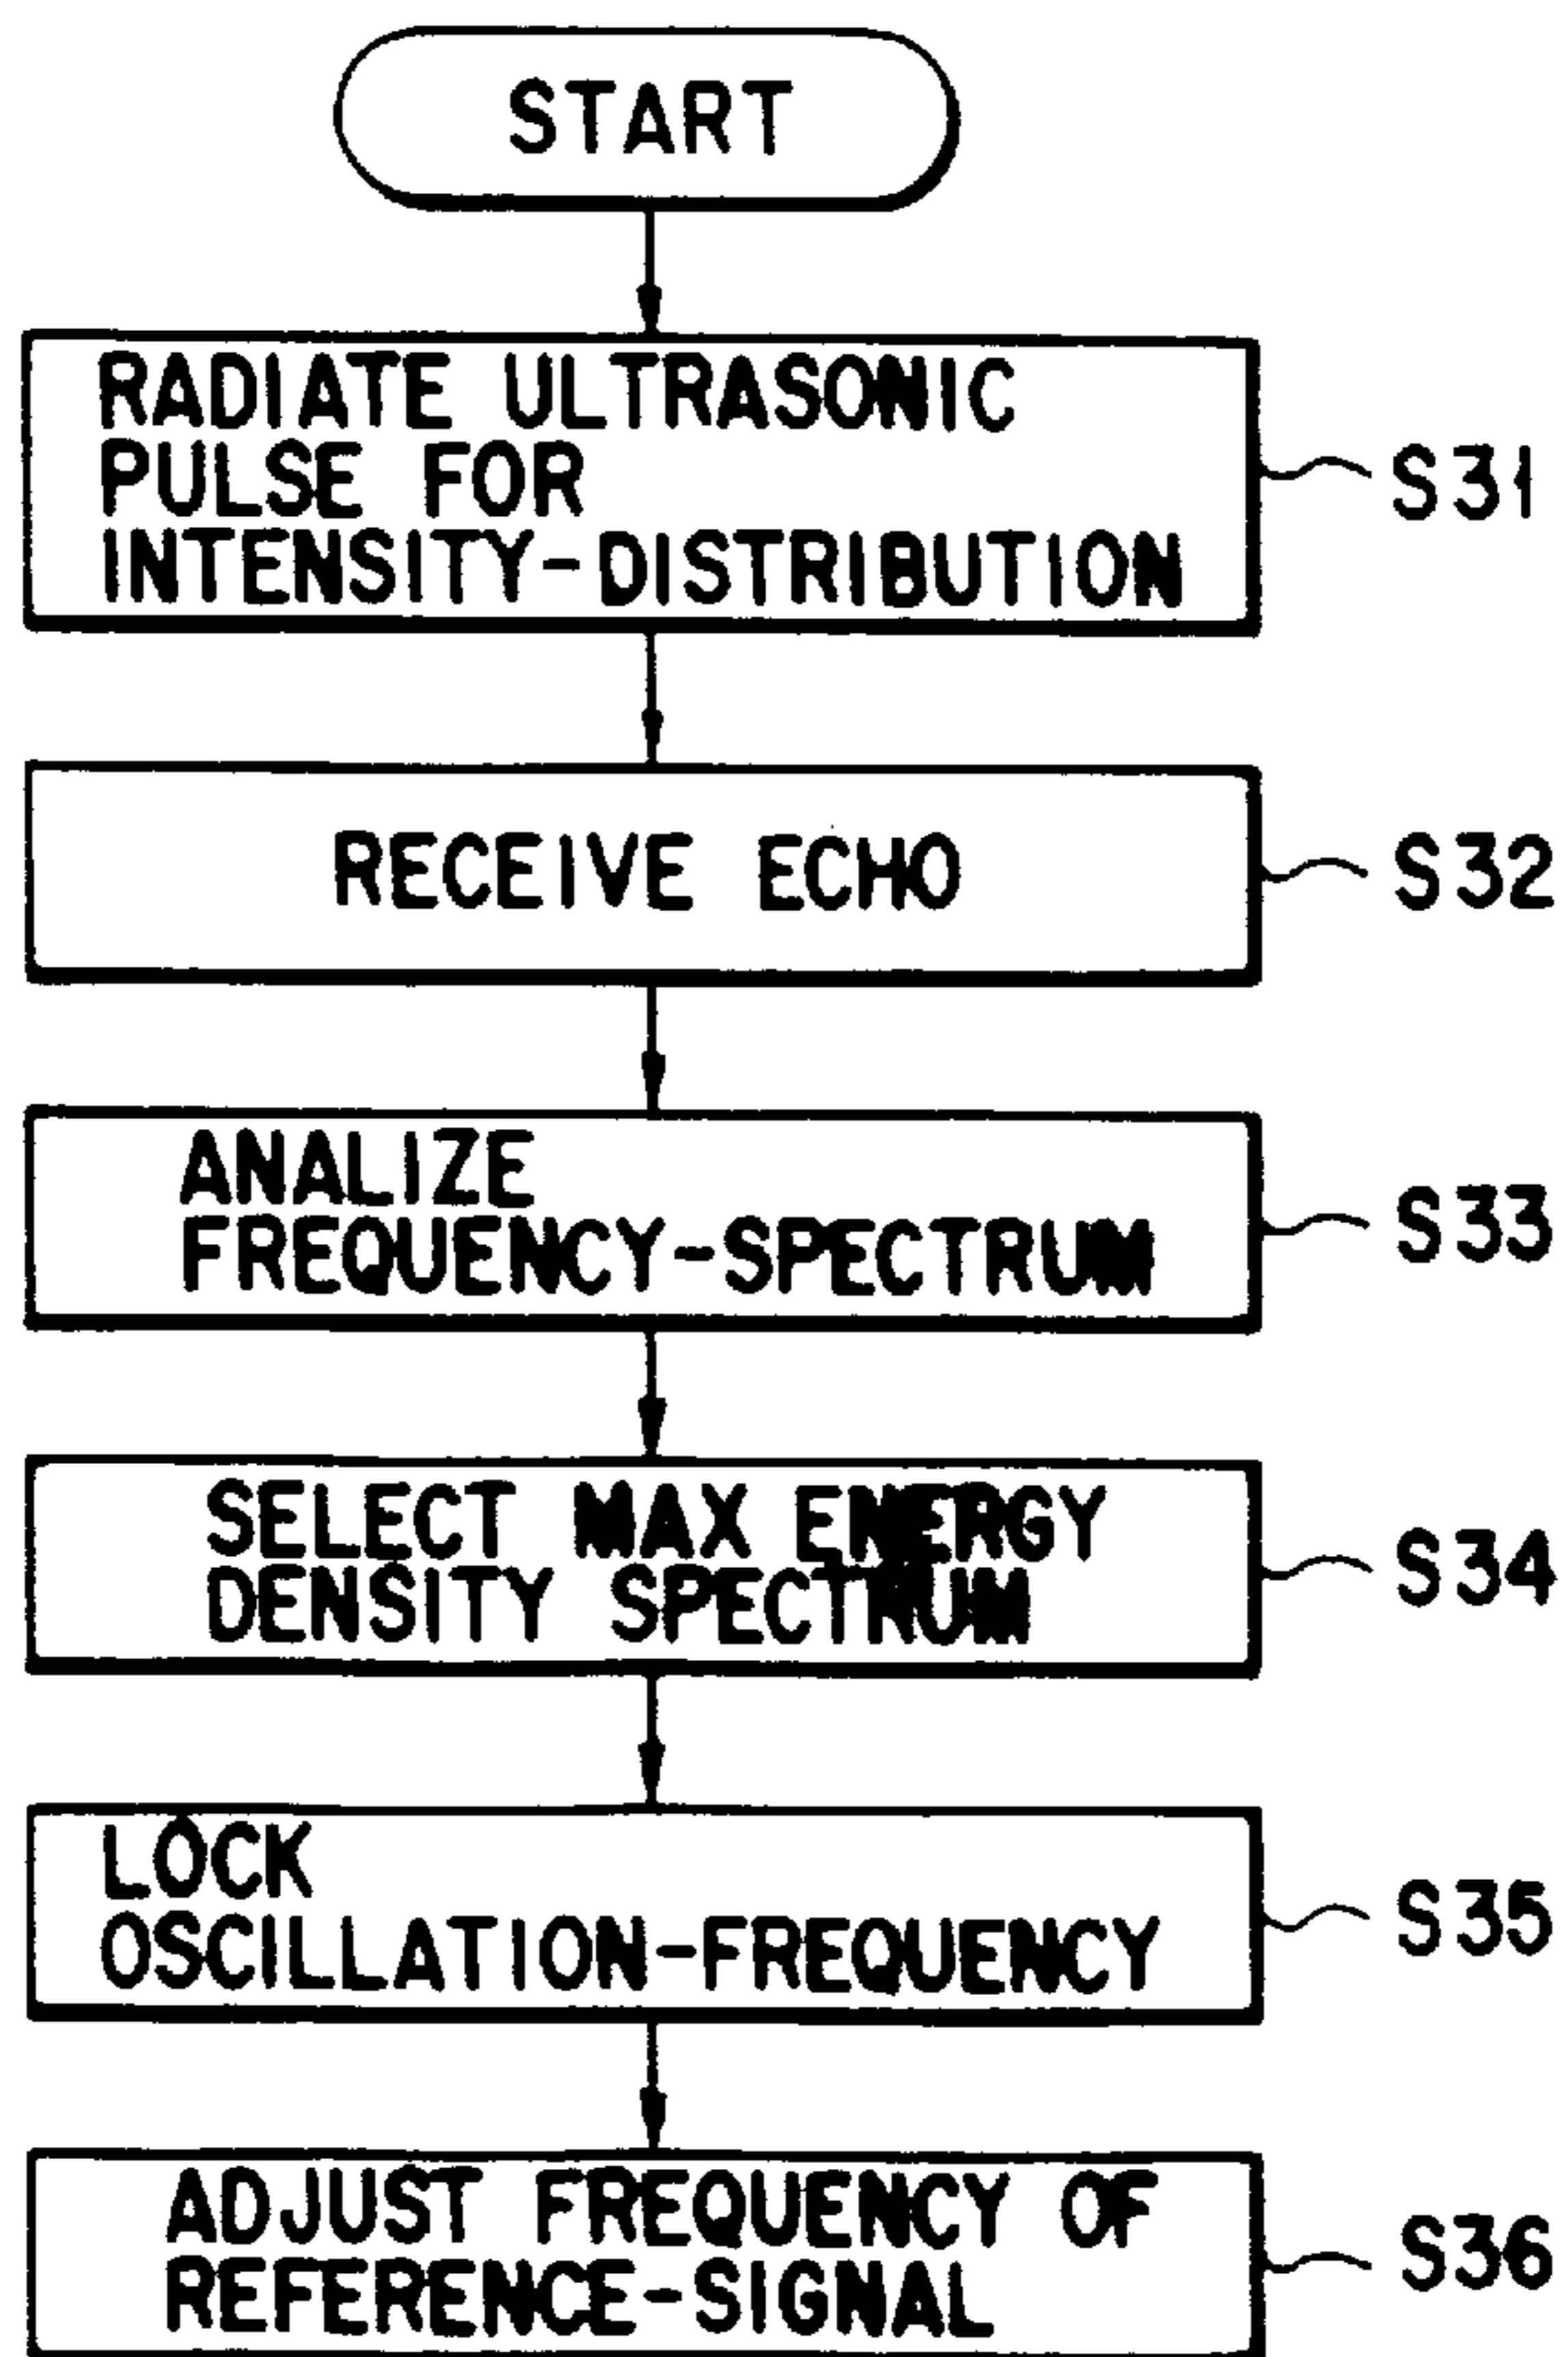 START
RADIATE ULTRASONIC
PULSE FOR
INTENSITY-DISTRIBUTION
S31
RECEIVE ECHO
S32
ANALIZE
FREQUENCY-SPECTRUM
S33
SELECT MAX ENERGY
DENSITY SPECTRUM
S34
LOCK
OSCILLATION-FREQUENCY
S35
ADJUST FREQUENCY OF
REFERENCE-SIGNAL
S36